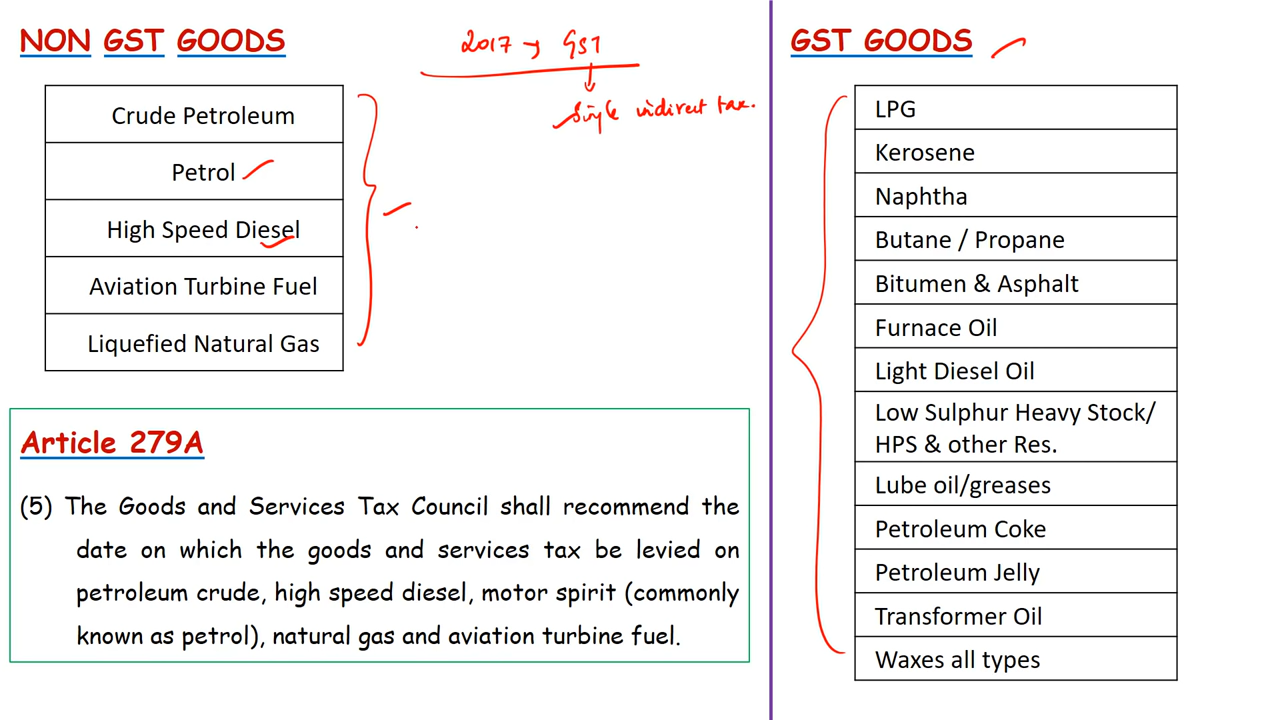 NON GST GOODS
Crude Petroleum
Petrol
High Speed Diesel
Aviation Turbine Fuel
Liquefied Natural Gas
2017 → GST
Single indirect tax.
Article 279A
(5) The Goods and Services Tax Council shall recommend the
date on which the goods and services tax be levied on
petroleum crude, high speed diesel, motor spirit (commonly
known as petrol), natural gas and aviation turbine fuel.
GST GOODS
LPG
Kerosene
Naphtha
Butane / Propane
Bitumen & Asphalt
Furnace Oil
Light Diesel Oil
Low Sulphur Heavy Stock/
HPS & other Res.
Lube oil/greases
Petroleum Coke
Petroleum Jelly
Transformer Oil
Waxes all types